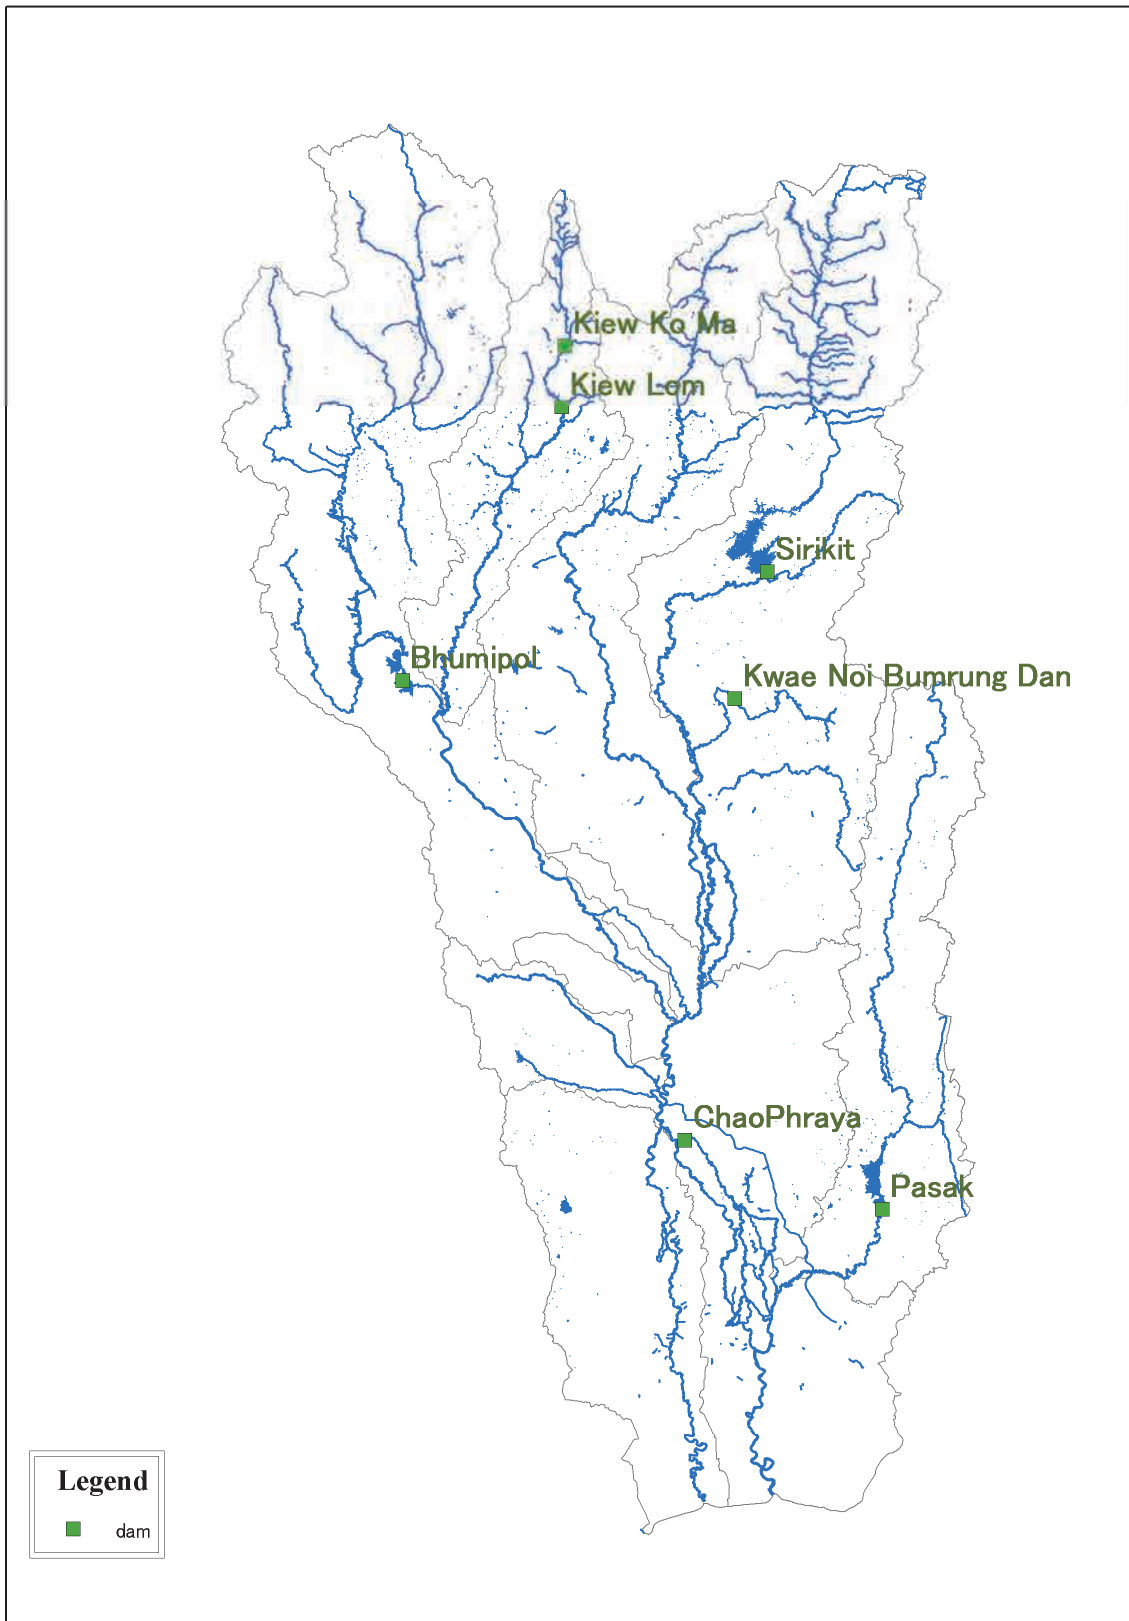 Kiew Ko Ma
Kiew Lom
Sirikit
Bhumipol
Kwae Noi Bumrung Dan
ChaoPhraya
Pasak
Legend
dam